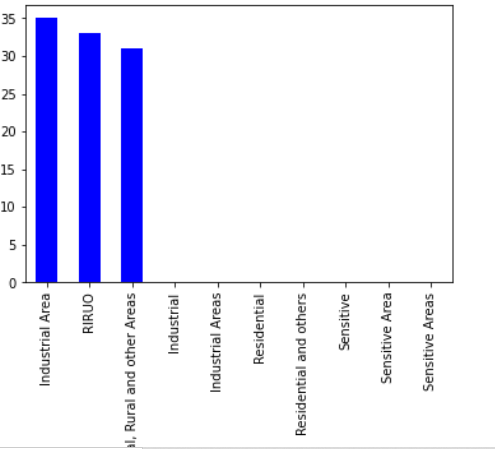 35
30
25
20
15
10
5
0
Industrial Area
RIRUO
al, Rural and other Areas
Industrial
Industrial Areas
Residential
Residential and others
Sensitive
Sensitive Area
Sensitive Areas